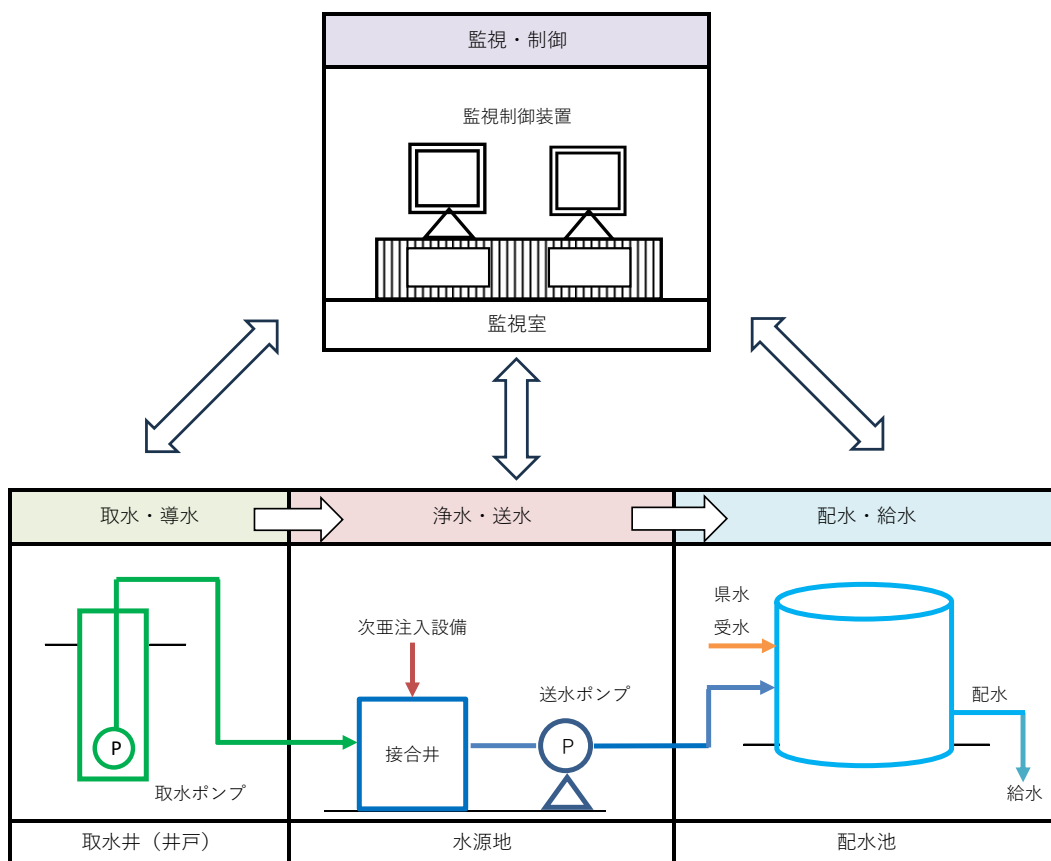 監視・制御
監視制御装置
監視室
取水・導水
浄水・送水
配水・給水
県水
受水
次亜注入設備
送水ポンプ
配水
P
接合井
P
取水ポンプ
給水
取水井（井戸）
水源地
配水池